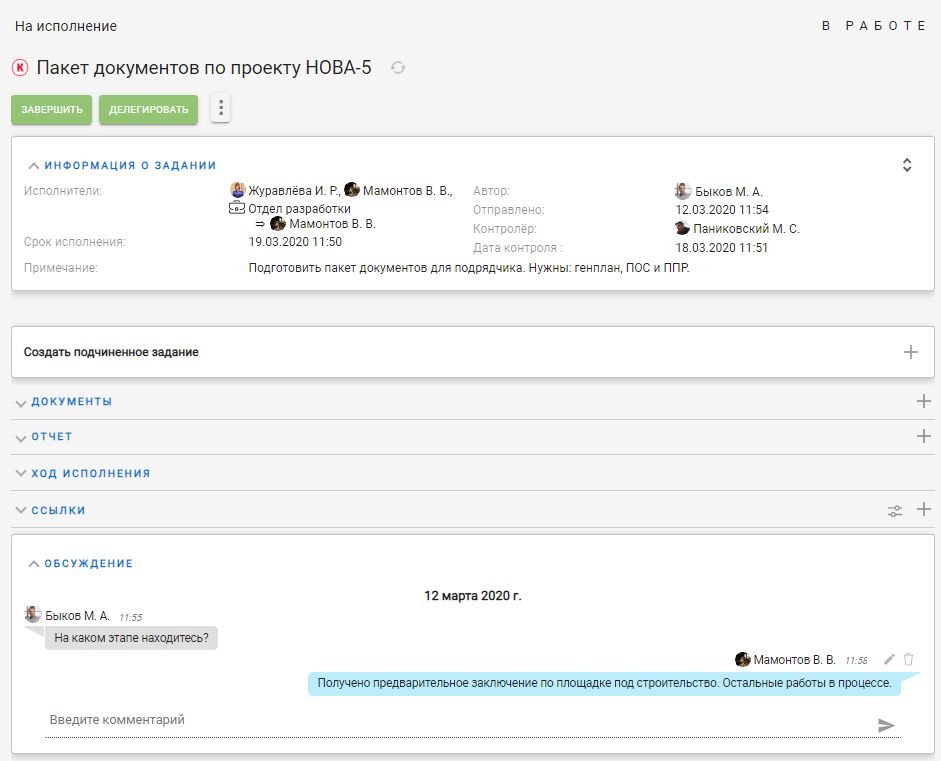 На исполнение
В РАБОТЕ
К Пакет документов по проекту НОВА-5
ЗАВЕРШИТЬ ДЕЛЕГИРОВАТЬ
ИНФОРМАЦИЯ О ЗАДАНИИ
Исполнители: Журавлёва И. Р., Мамонтов В. В.,
Отдел разработки
⇒ Мамонтов В. В.
Срок исполнения: 19.03.2020 11:50
Автор: Быков М. А.
Отправлено: 12.03.2020 11:54
Контролёр: Паниковский М. С.
Дата контроля : 18.03.2020 11:51
Примечание: Подготовить пакет документов для подрядчика. Нужны: генплан, ПОС и ППР.
Создать подчиненное задание
ДОКУМЕНТЫ
ОТЧЕТ
ХОД ИСПОЛНЕНИЯ
ССЫЛКИ
ОБСУЖДЕНИЕ
12 марта 2020 г.
Быков М. А. 11:55
На каком этапе находитесь?
Мамонтов В. В. 11:58
Получено предварительное заключение по площадке под строительство. Остальные работы в процессе.
Введите комментарий